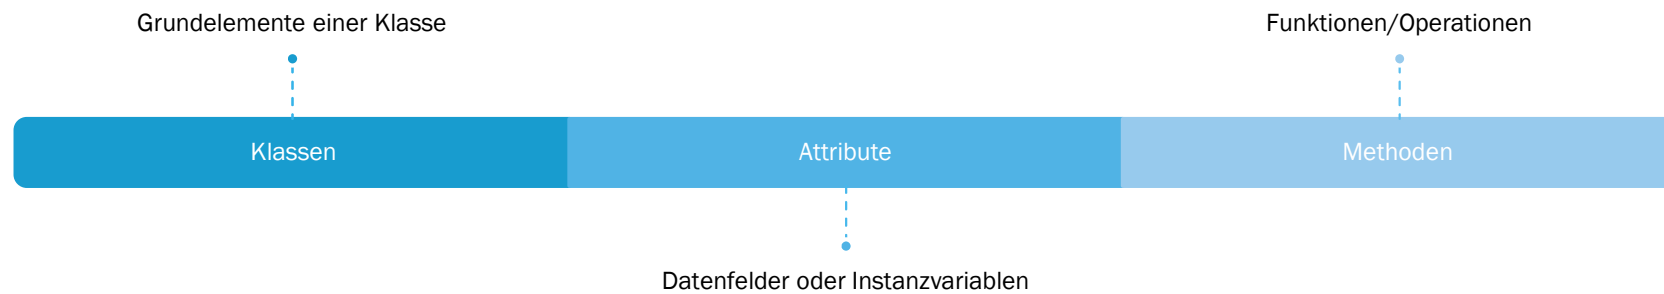 Grundelemente einer Klasse
Funktionen/Operationen
Klassen
Attribute
Methoden
Datenfelder oder Instanzvariablen